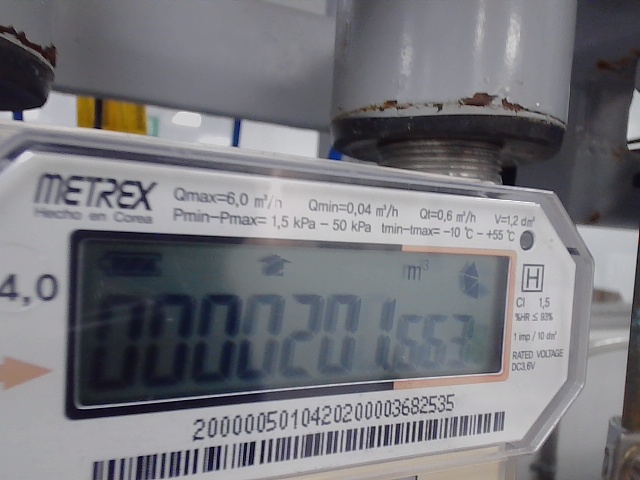 METREX
Hecho en Corea
Qmax=6,0 m³/h Qmin=0,04 m³/h Qt=0,6 m³/h V=1,2 dm³
Pmin-Pmax= 1,5 kPa - 50 kPa tmin-tmax= -10 °C - +55 °C
4,0
m³
0000201.663
H
Cl 1,5
%HR ≤ 93%
1 imp / 10 dm³
RATED VOLTAGE
DC3,6V
2000005010420200003682535